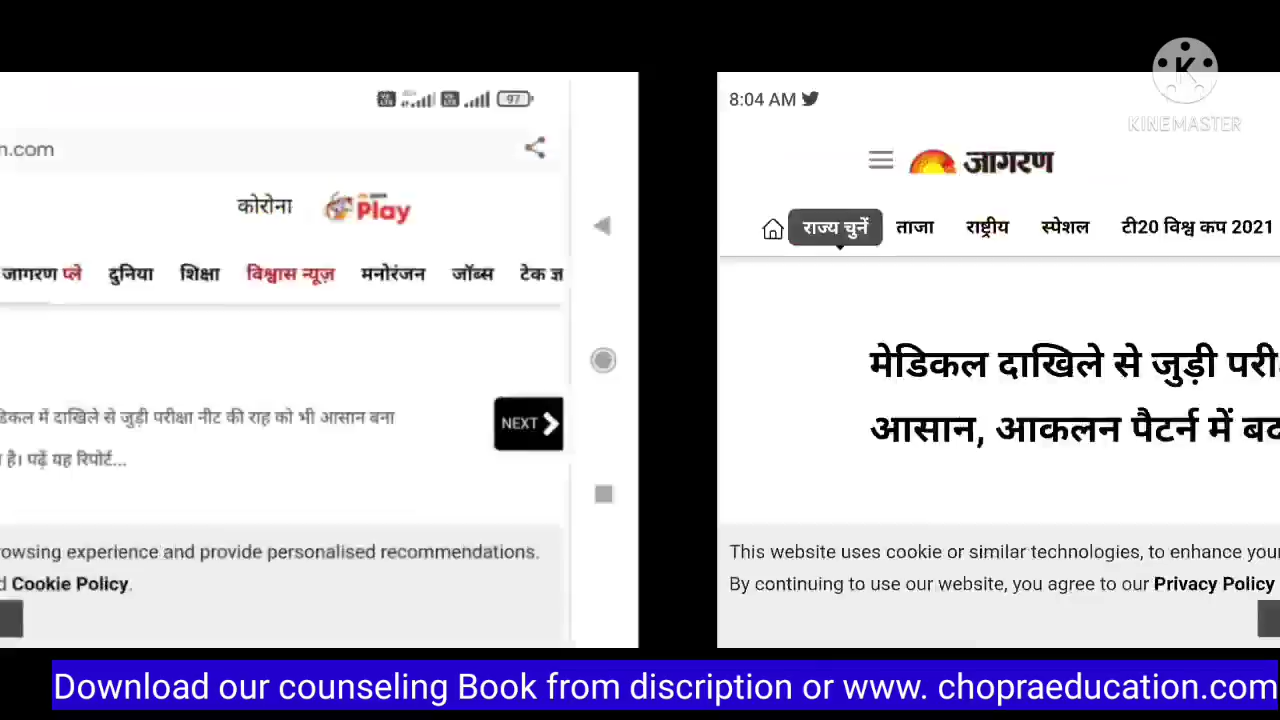 97
n.com
कोरोना
Play
जागरण प्ले दुनिया शिक्षा विश्वास न्यूज़ मनोरंजन जॉब्स टेक ज्ञ
डिकल में दाखिले से जुड़ी परीक्षा नीट की राह को भी आसान बना
है। पढ़ें यह रिपोर्ट...
NEXT
owsing experience and provide personalised recommendations.
d Cookie Policy.
8:04 AM
K
KINEMASTER
जागरण
राज्य चुनें ताजा राष्ट्रीय स्पेशल टी20 विश्व कप 2021
मेडिकल दाखिले से जुड़ी परी
आसान, आकलन पैटर्न में बद
This website uses cookie or similar technologies, to enhance your
By continuing to use our website, you agree to our Privacy Policy
Download our counseling Book from discription or www. chopraeducation.com